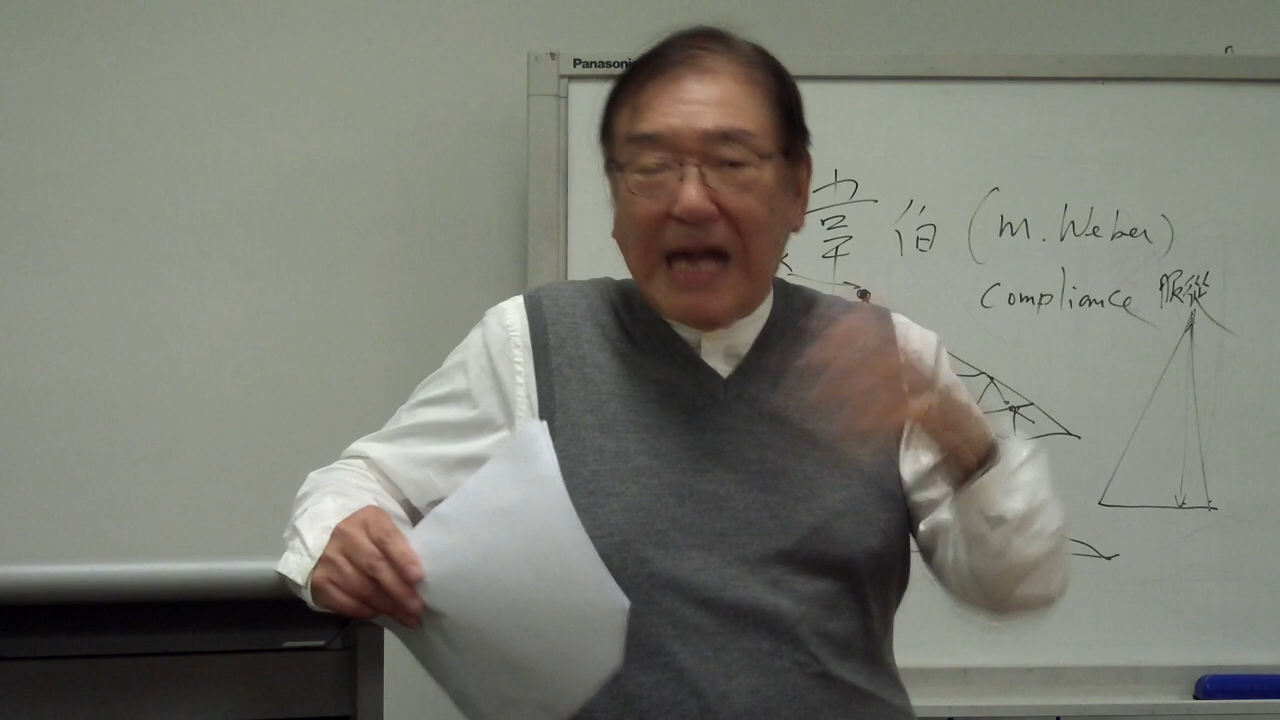 Panasonic
韋伯 (M. Weber)
Compliance 服從